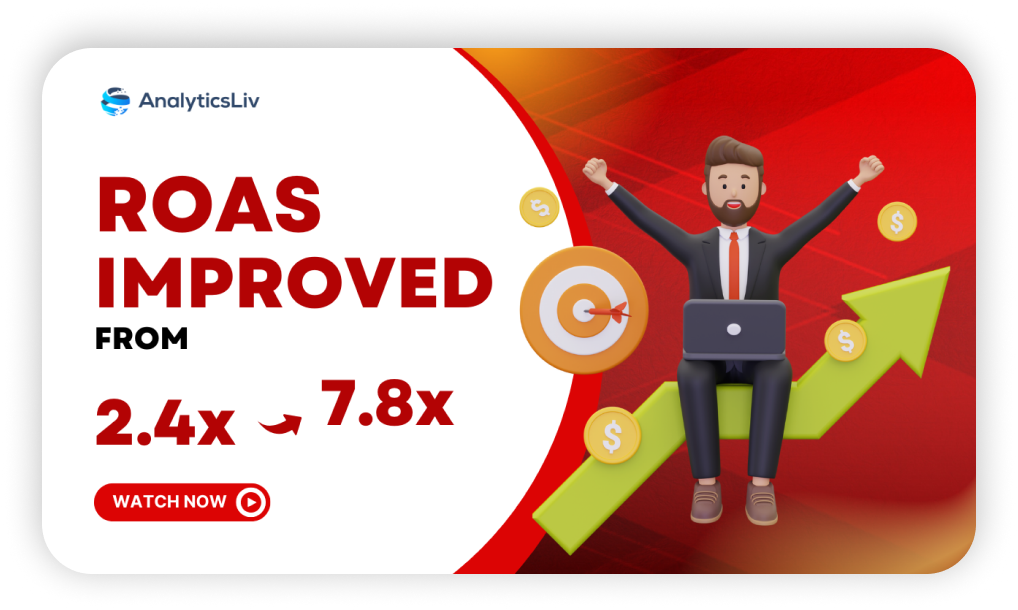 AnalyticsLiv
ROAS
IMPROVED
FROM
2.4x 7.8x
WATCH NOW
$
$
$
$